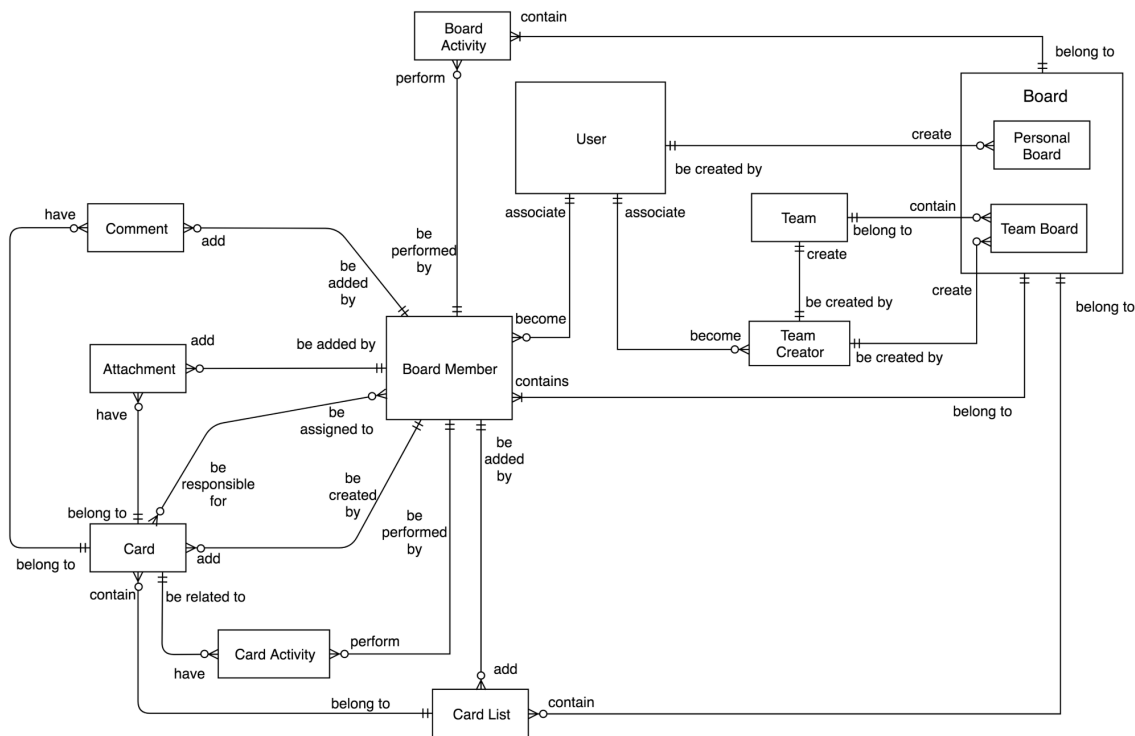 Board
Activity
contain
belong to
perform
Board
User
create
Personal
Board
be created by
associate
associate
Team
contain
belong to
Team Board
create
create
be created by
have
Comment
add
be
performed
by
be
added
by
belong to
become
become
Team
Creator
be created by
add
be added by
Attachment
Board Member
contains
belong to
have
be
assigned to
be
added
by
be
responsible
for
be
created
by
be
performed
by
belong to
Card
add
belong to
contain
be related to
Card Activity
perform
have
add
belong to
Card List
contain